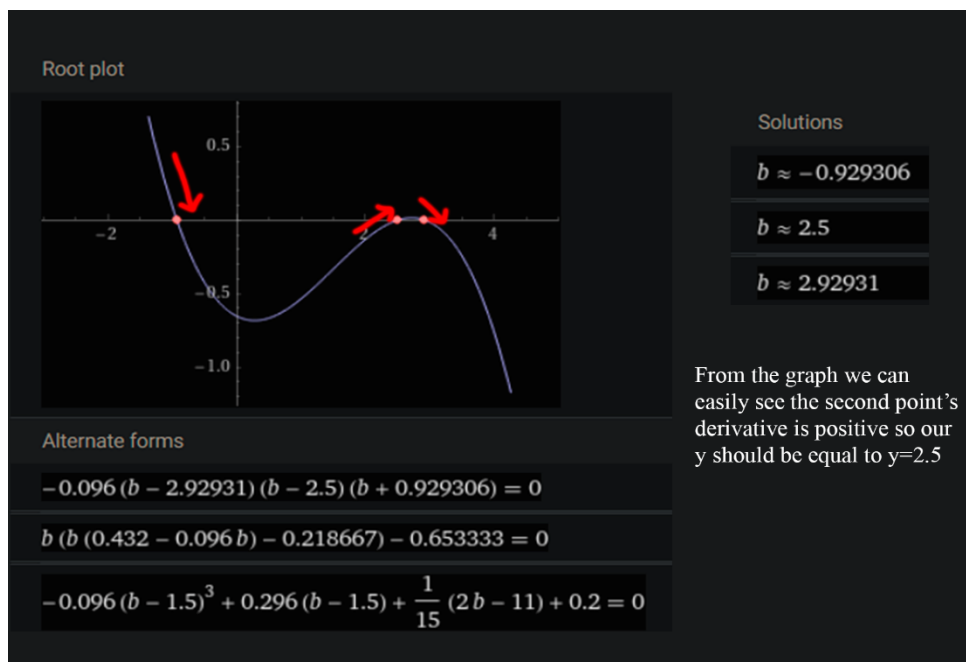 Root plot
0.5
−2
2
4
−0.5
−1.0
Solutions
b ≈ −0.929306
b ≈ 2.5
b ≈ 2.92931
From the graph we can
easily see the second point’s
derivative is positive so our
y should be equal to y=2.5
Alternate forms
−0.096 (b − 2.92931) (b − 2.5) (b + 0.929306) = 0
b (b (0.432 − 0.096 b) − 0.218667) − 0.653333 = 0
−0.096 (b − 1.5)³ + 0.296 (b − 1.5) + 1/15 (2 b − 11) + 0.2 = 0